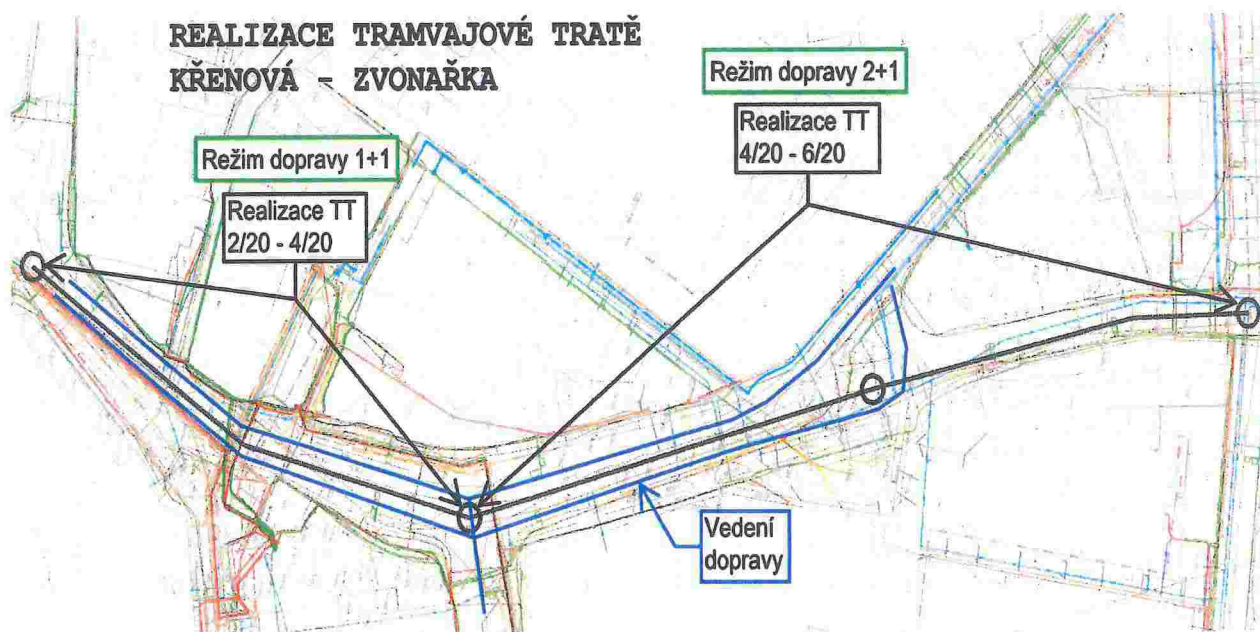 REALIZACE TRAMVAJOVÉ TRATĚ
KŘENOVÁ - ZVONAŘKA
Režim dopravy 2+1
Realizace TT
4/20 - 6/20
Režim dopravy 1+1
Realizace TT
2/20 - 4/20
Vedení
dopravy